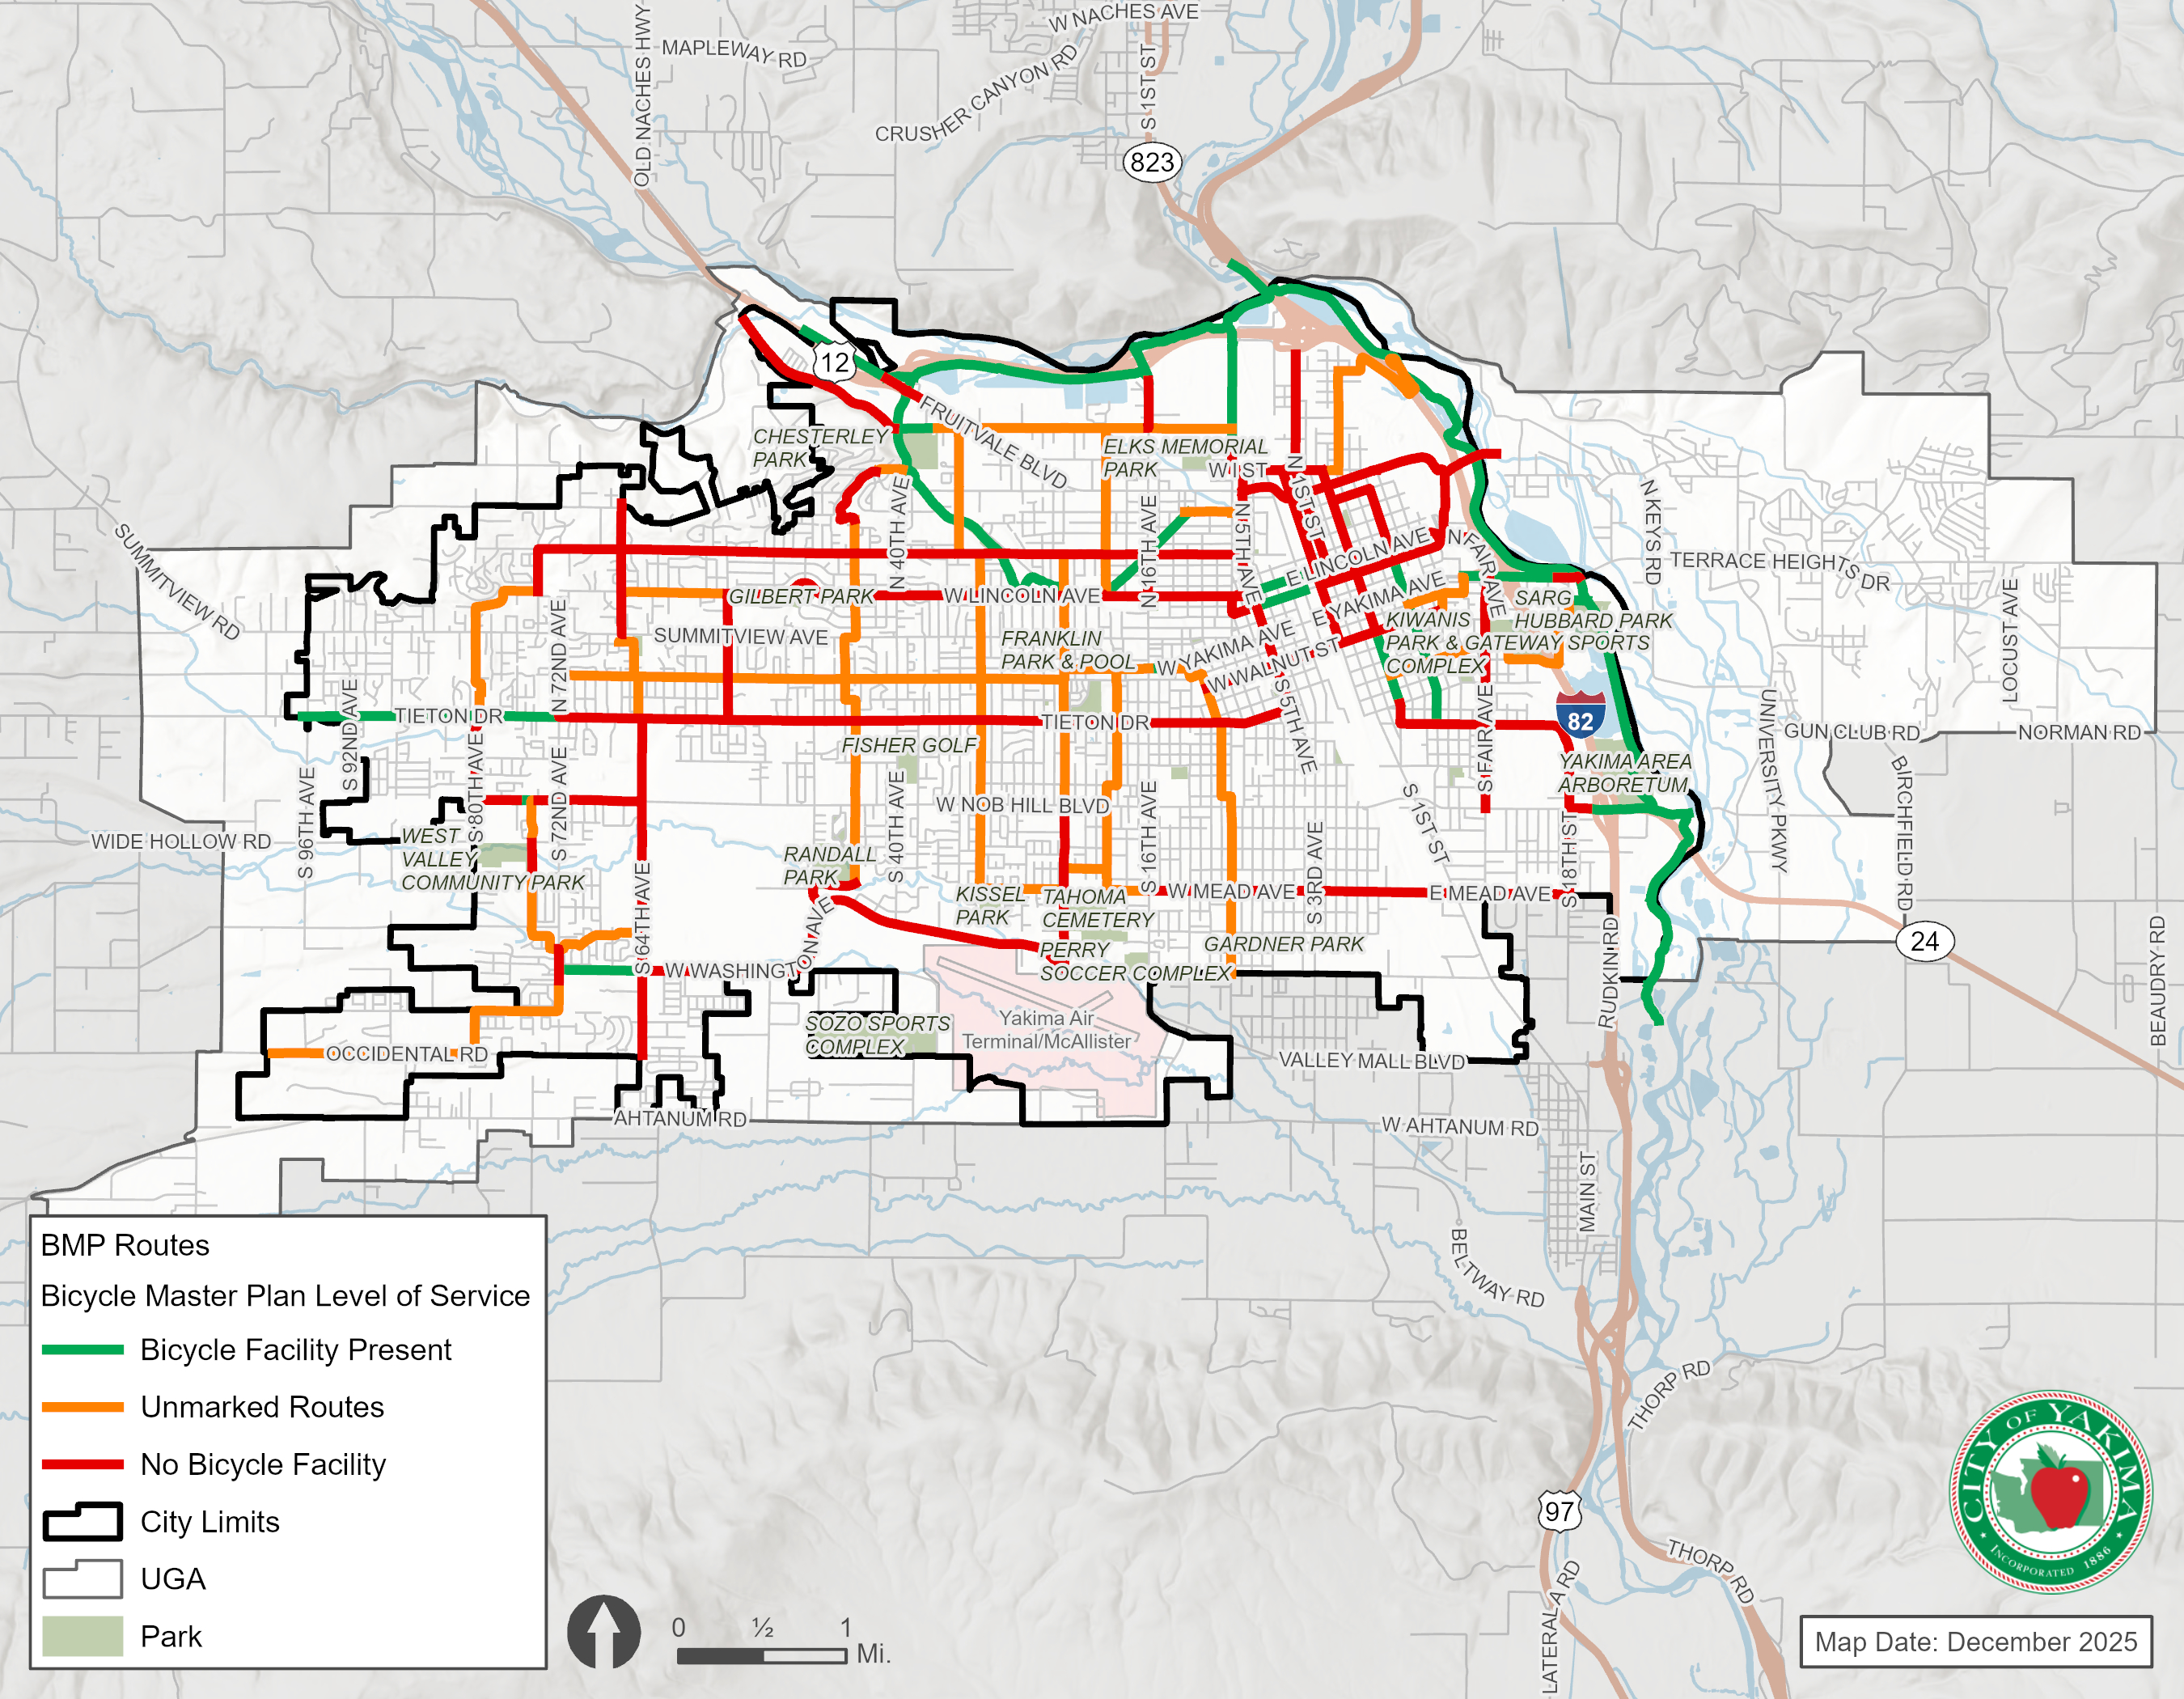 W NACHES AVE
OLD NACHES HWY
MAPLEWAY RD
CRUSHER CANYON RD
S 1ST ST
823
12
FRUITVALE BLVD
CHESTERLEY
PARK
ELKS MEMORIAL
PARK
W I ST
N 1ST ST
N 40TH AVE
N 16TH AVE
N 5TH AVE
N KEYS RD
SUMMITVIEW RD
E LINCOLN AVE
N FAIR AVE
TERRACE HEIGHTS DR
LOCUST AVE
GILBERT PARK
W LINCOLN AVE
E YAKIMA AVE
SARG
HUBBARD PARK
N 72ND AVE
SUMMITVIEW AVE
FRANKLIN
PARK & POOL
W YAKIMA AVE
W WALNUT ST
KIWANIS
PARK & GATEWAY SPORTS
COMPLEX
S 92ND AVE
TIETON DR
TIETON DR
S 5TH AVE
S FAIR AVE
82
UNIVERSITY PKWY
GUN CLUB RD
NORMAN RD
S 96TH AVE
S 80TH AVE
S 72ND AVE
FISHER GOLF
S 40TH AVE
W NOB HILL BLVD
S 16TH AVE
S 1ST ST
YAKIMA AREA
ARBORETUM
BIRCHFIELD RD
WIDE HOLLOW RD
WEST
VALLEY
COMMUNITY PARK
RANDALL
PARK
S 3RD AVE
S 18TH ST
S 64TH AVE
KISSEL
PARK
TAHOMA
CEMETERY
W MEAD AVE
E MEAD AVE
W WASHINGTON AVE
PERRY
SOCCER COMPLEX
GARDNER PARK
RUDKIN RD
24
BEAUDRY RD
OCCIDENTAL RD
SOZO SPORTS
COMPLEX
Yakima Air
Terminal/McAllister
VALLEY MALL BLVD
AHTANUM RD
W AHTANUM RD
MAIN ST
BELTWAY RD
THORP RD
97
THORP RD
LATERAL A RD
BMP Routes
Bicycle Master Plan Level of Service
Bicycle Facility Present
Unmarked Routes
No Bicycle Facility
City Limits
UGA
Park
0 ½ 1
Mi.
CITY OF YAKIMA
INCORPORATED 1886
Map Date: December 2025